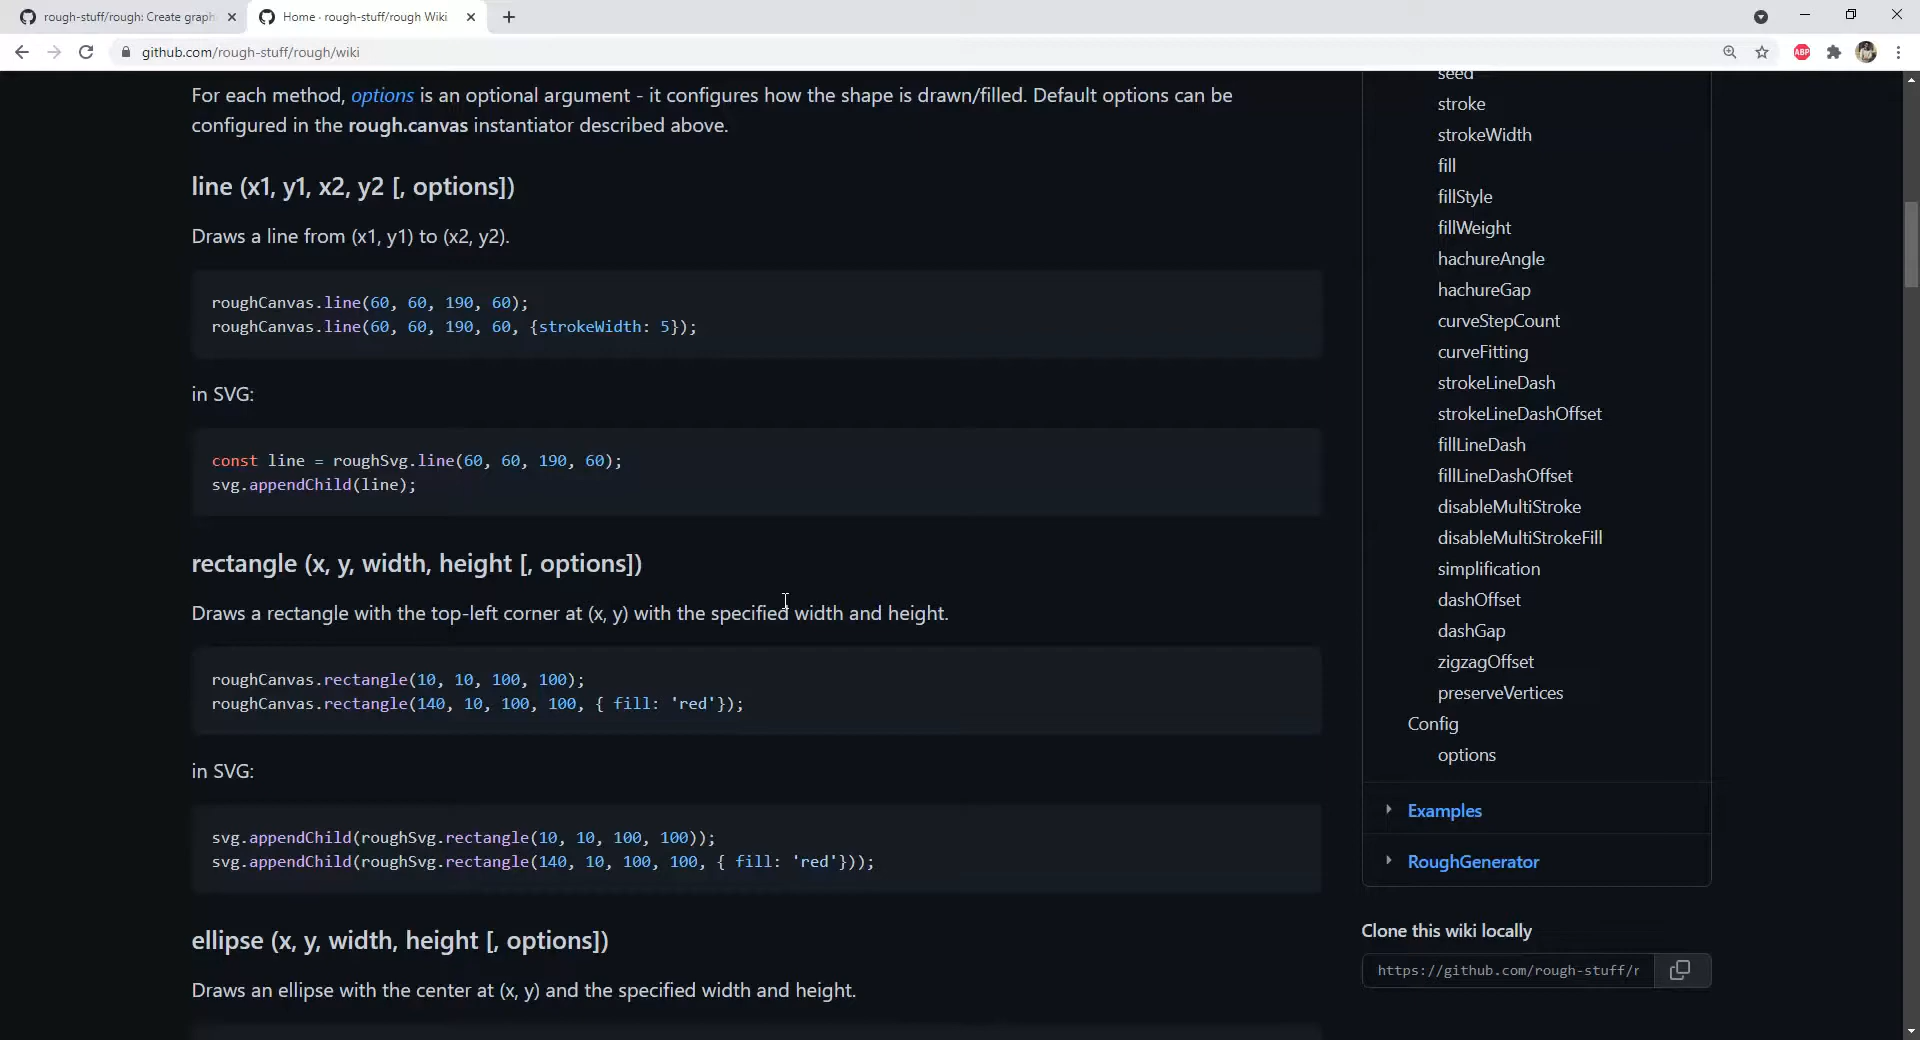 rough-stuff/rough: Create graph
Home · rough-stuff/rough Wiki
github.com/rough-stuff/rough/wiki
ABP
For each method, options is an optional argument - it configures how the shape is drawn/filled. Default options can be
configured in the rough.canvas instantiator described above.
line (x1, y1, x2, y2 [, options])
Draws a line from (x1, y1) to (x2, y2).
roughCanvas.line(60, 60, 190, 60);
roughCanvas.line(60, 60, 190, 60, {strokeWidth: 5});
in SVG:
const line = roughSvg.line(60, 60, 190, 60);
svg.appendChild(line);
rectangle (x, y, width, height [, options])
Draws a rectangle with the top-left corner at (x, y) with the specified width and height.
roughCanvas.rectangle(10, 10, 100, 100);
roughCanvas.rectangle(140, 10, 100, 100, { fill: 'red'});
in SVG:
svg.appendChild(roughSvg.rectangle(10, 10, 100, 100));
svg.appendChild(roughSvg.rectangle(140, 10, 100, 100, { fill: 'red'}));
ellipse (x, y, width, height [, options])
Draws an ellipse with the center at (x, y) and the specified width and height.
seed
stroke
strokeWidth
fill
fillStyle
fillWeight
hachureAngle
hachureGap
curveStepCount
curveFitting
strokeLineDash
strokeLineDashOffset
fillLineDash
fillLineDashOffset
disableMultiStroke
disableMultiStrokeFill
simplification
dashOffset
dashGap
zigzagOffset
preserveVertices
Config
options
Examples
RoughGenerator
Clone this wiki locally
https://github.com/rough-stuff/r